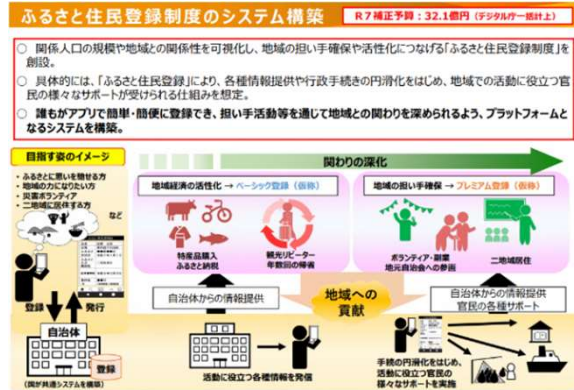 ふるさと住民登録制度のシステム構築
R7補正予算：32.1億円（デジタル庁一括計上）
○ 関係人口の規模や地域との関係性を可視化し、地域の担い手確保や活性化につなげる「ふるさと住民登録制度」を
創設。
○ 具体的には、「ふるさと住民登録」により、各種情報提供や行政手続きの円滑化をはじめ、地域での活動に役立つ官
民の様々なサポートが受けられる仕組みを想定。
○ 誰もがアプリで簡単・簡便に登録でき、担い手活動等を通じて地域との関わりを深められるよう、プラットフォームと
なるシステムを構築。
目指す姿のイメージ
・ ふるさとに思いを馳せる方
・ 地域の力になりたい方
・ 災害ボランティア
・ 二地域に居住する方
など
登録
発行
自治体
登録
（国が共通システムを構築）
関わりの深化
地域経済の活性化 → ベーシック登録（仮称）
特産品購入
ふるさと納税
観光リピーター
年数回の帰省
地域の担い手確保 → プレミアム登録（仮称）
ボランティア・副業
地元自治会への参画
二地域居住
自治体からの情報提供
地域への
貢献
自治体からの情報提供
官民の各種サポート
活動に役立つ各種情報を発信
手続の円滑化をはじめ、
活動に役立つ官民の
様々なサポートを実施